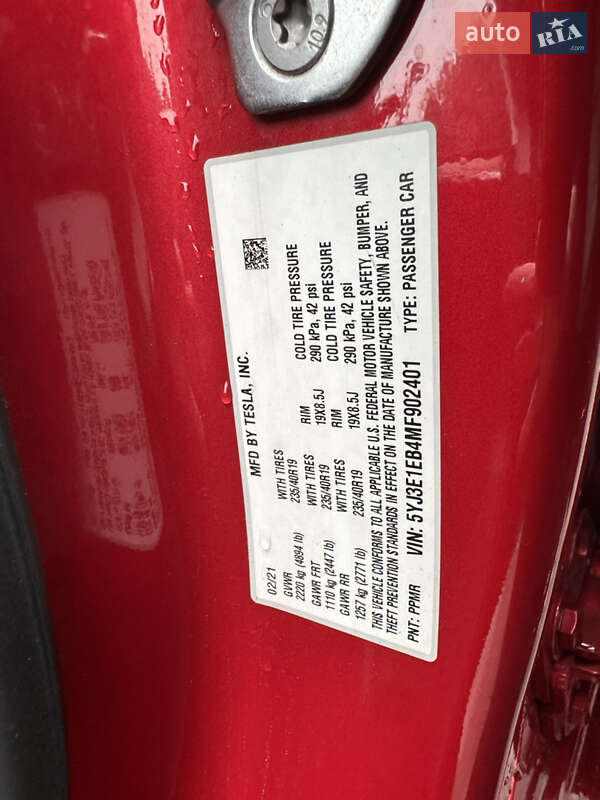 auto RIA.com
10.9
MFD BY TESLA, INC.
02/21
GVWR WITH TIRES RIM COLD TIRE PRESSURE
2220 kg (4894 lb) 235/40R19 19X8.5J 290 kPa, 42 psi
GAWR FRT WITH TIRES RIM COLD TIRE PRESSURE
1110 kg (2447 lb) 235/40R19 19X8.5J 290 kPa, 42 psi
GAWR RR WITH TIRES
1257 kg (2771 lb) 235/40R19 19X8.5J 290 kPa, 42 psi
THIS VEHICLE CONFORMS TO ALL APPLICABLE U.S. FEDERAL MOTOR VEHICLE SAFETY, BUMPER, AND
THEFT PREVENTION STANDARDS IN EFFECT ON THE DATE OF MANUFACTURE SHOWN ABOVE.
PNT: PPMR VIN: 5YJ3E1EB4MF902401 TYPE: PASSENGER CAR